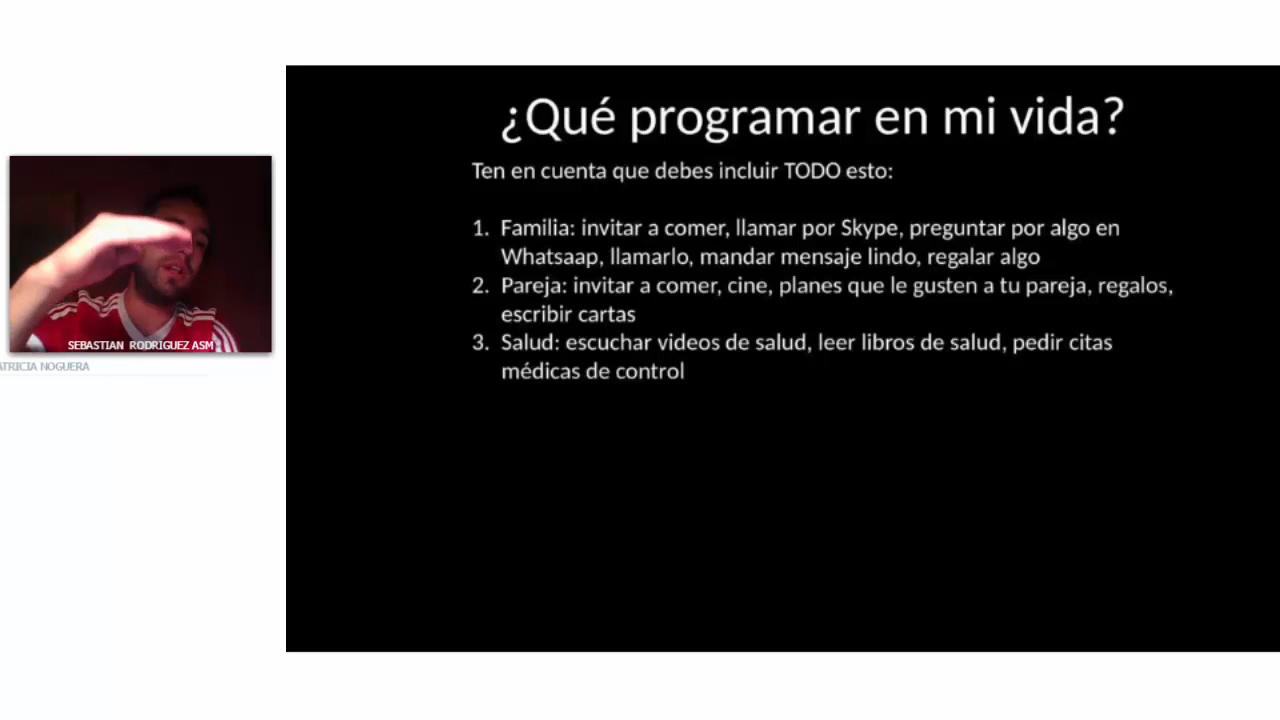 ¿Qué programar en mi vida?
Ten en cuenta que debes incluir TODO esto:
1. Familia: invitar a comer, llamar por Skype, preguntar por algo en
Whatsaap, llamarlo, mandar mensaje lindo, regalar algo
2. Pareja: invitar a comer, cine, planes que le gusten a tu pareja, regalos,
escribir cartas
3. Salud: escuchar videos de salud, leer libros de salud, pedir citas
médicas de control
SEBASTIAN RODRIGUEZ ASM
ATRICIA NOGUERA